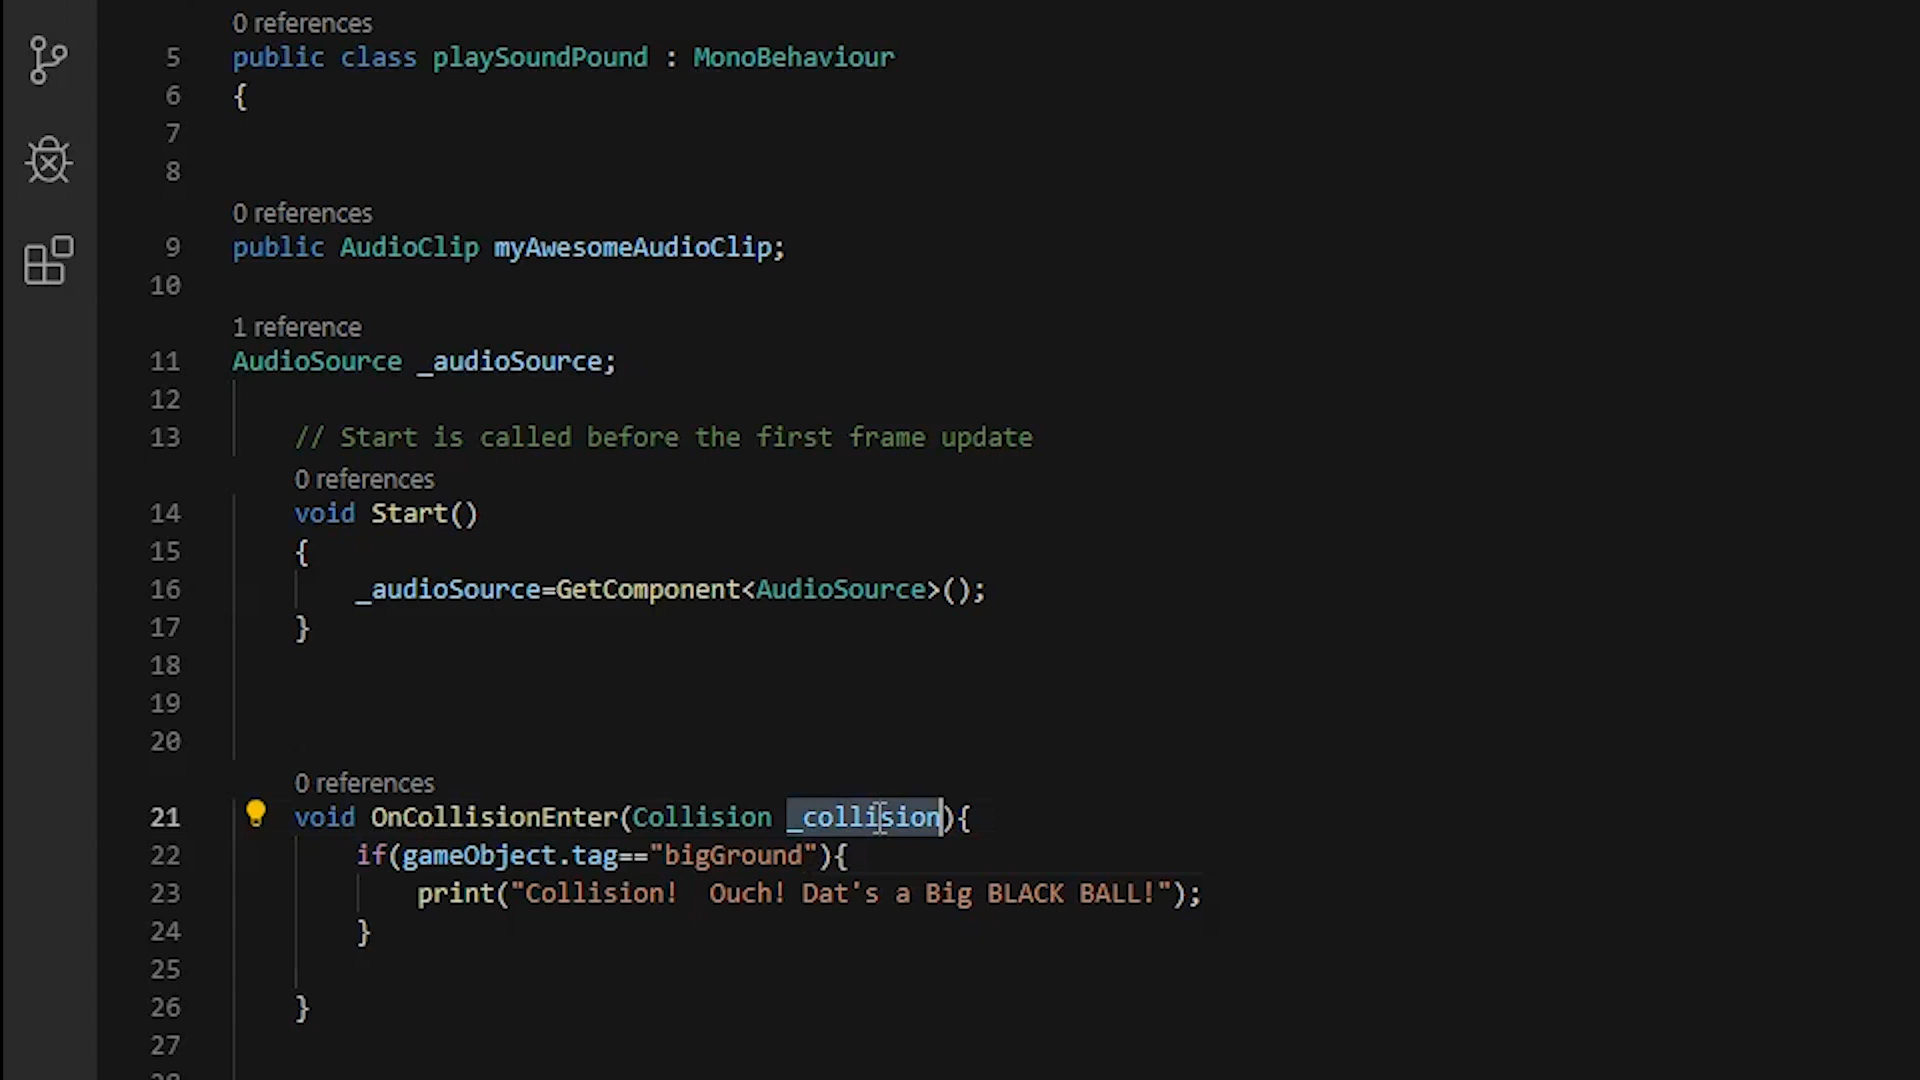 0 references
5 public class playSoundPound : MonoBehaviour
6 {
7
8
0 references
9 public AudioClip myAwesomeAudioClip;
10
1 reference
11 AudioSource _audioSource;
12
13 // Start is called before the first frame update
0 references
14 void Start()
15 {
16 _audioSource=GetComponent<AudioSource>();
17 }
18
19
20
0 references
21 void OnCollisionEnter(Collision _collision){
22 if(gameObject.tag=="bigGround"){
23 print("Collision!  Ouch! Dat's a Big BLACK BALL!");
24 }
25
26 }
27